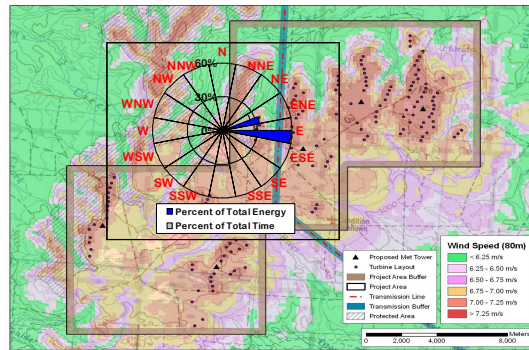 N
NNW
NNE
60%
NW
NE
30%
WNW
ENE
W
0%
E
WSW
ESE
SW
SE
SSW
SSE
Percent of Total Energy
Percent of Total Time
Condition
Proposed Met Tower
Turbine Layout
Project Area Buffer
Project Area
Transmission Line
Transmission Buffer
Protected Area
Wind Speed (80m)
< 6.25 m/s
6.25 - 6.50 m/s
6.50 - 6.75 m/s
6.75 - 7.00 m/s
7.00 - 7.25 m/s
> 7.25 m/s
Meters
0
2,000
4,000
8,000